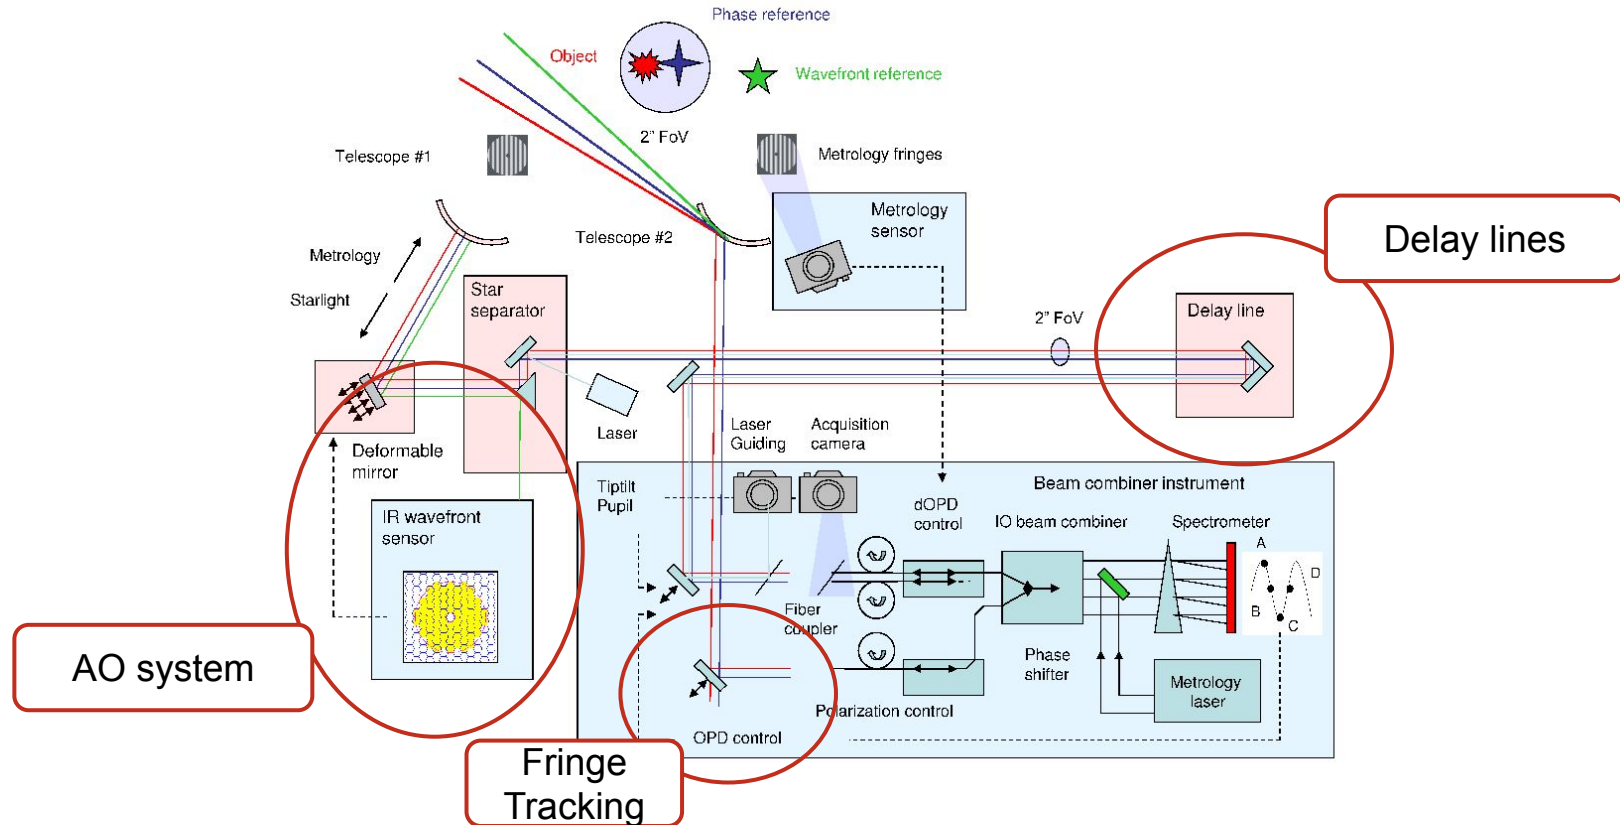 Phase reference
Object
Wavefront reference
2" FoV
Telescope #1
Metrology fringes
Telescope #2
Metrology
sensor
Delay lines
Metrology
Starlight
Star
separator
2" FoV
Delay line
Laser
Deformable
mirror
Laser
Guiding
Acquisition
camera
Tiptilt
Pupil
Beam combiner instrument
dOPD
control
IO beam combiner
Spectrometer
A
D
B
C
IR wavefront
sensor
Fiber
coupler
AO system
Phase
shifter
Metrology
laser
Polarization control
OPD control
Fringe
Tracking